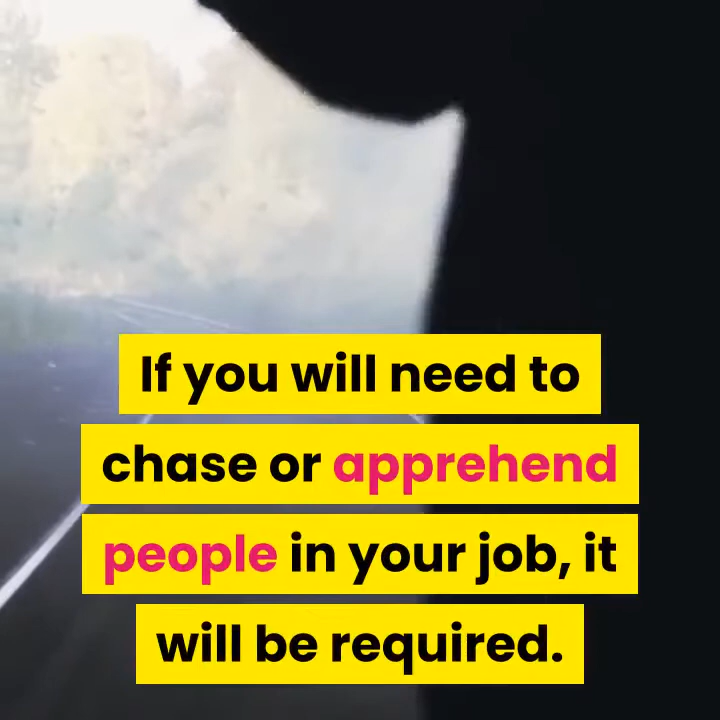 If you will need to
chase or apprehend
people in your job, it
will be required.